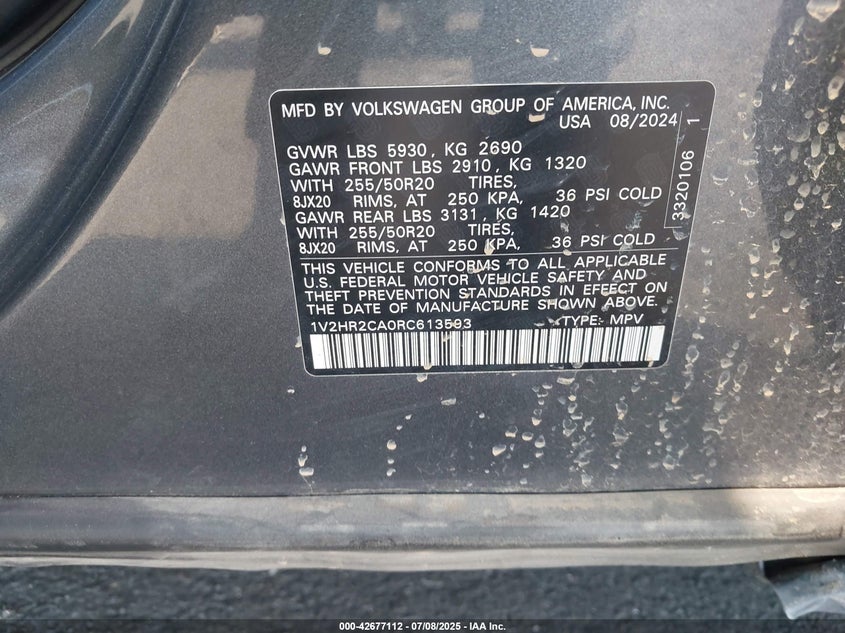 MFD BY VOLKSWAGEN GROUP OF AMERICA, INC.
USA 08/2024
GVWR LBS 5930, KG 2690
GAWR FRONT LBS 2910, KG 1320
WITH 255/50R20 TIRES,
8JX20 RIMS, AT 250 KPA, 36 PSI COLD
GAWR REAR LBS 3131, KG 1420
WITH 255/50R20 TIRES,
8JX20 RIMS, AT 250 KPA, 36 PSI COLD
THIS VEHICLE CONFORMS TO ALL APPLICABLE
U.S. FEDERAL MOTOR VEHICLE SAFETY AND
THEFT PREVENTION STANDARDS IN EFFECT ON
THE DATE OF MANUFACTURE SHOWN ABOVE.
1V2HR2CA0RC613593 TYPE: MPV
3320106 1
000-42677112 - 07/08/2025 - IAA Inc.